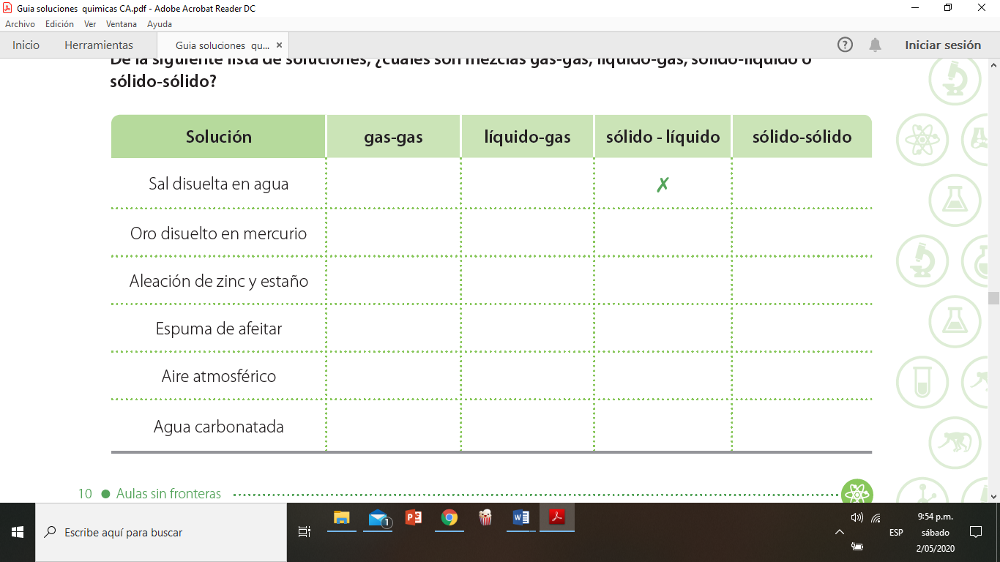 Guia soluciones quimicas CA.pdf - Adobe Acrobat Reader DC
Archivo Edición Ver Ventana Ayuda
Inicio Herramientas Guia soluciones qu... × Iniciar sesión
De la siguiente lista de soluciones, ¿cuáles son mezclas gas-gas, líquido-gas, sólido-líquido o
sólido-sólido?
Solución gas-gas líquido-gas sólido - líquido sólido-sólido
Sal disuelta en agua ✗
Oro disuelto en mercurio
Aleación de zinc y estaño
Espuma de afeitar
Aire atmosférico
Agua carbonatada
10 ● Aulas sin fronteras
Escribe aquí para buscar
1
9:54 p.m.
ESP sábado
2/05/2020